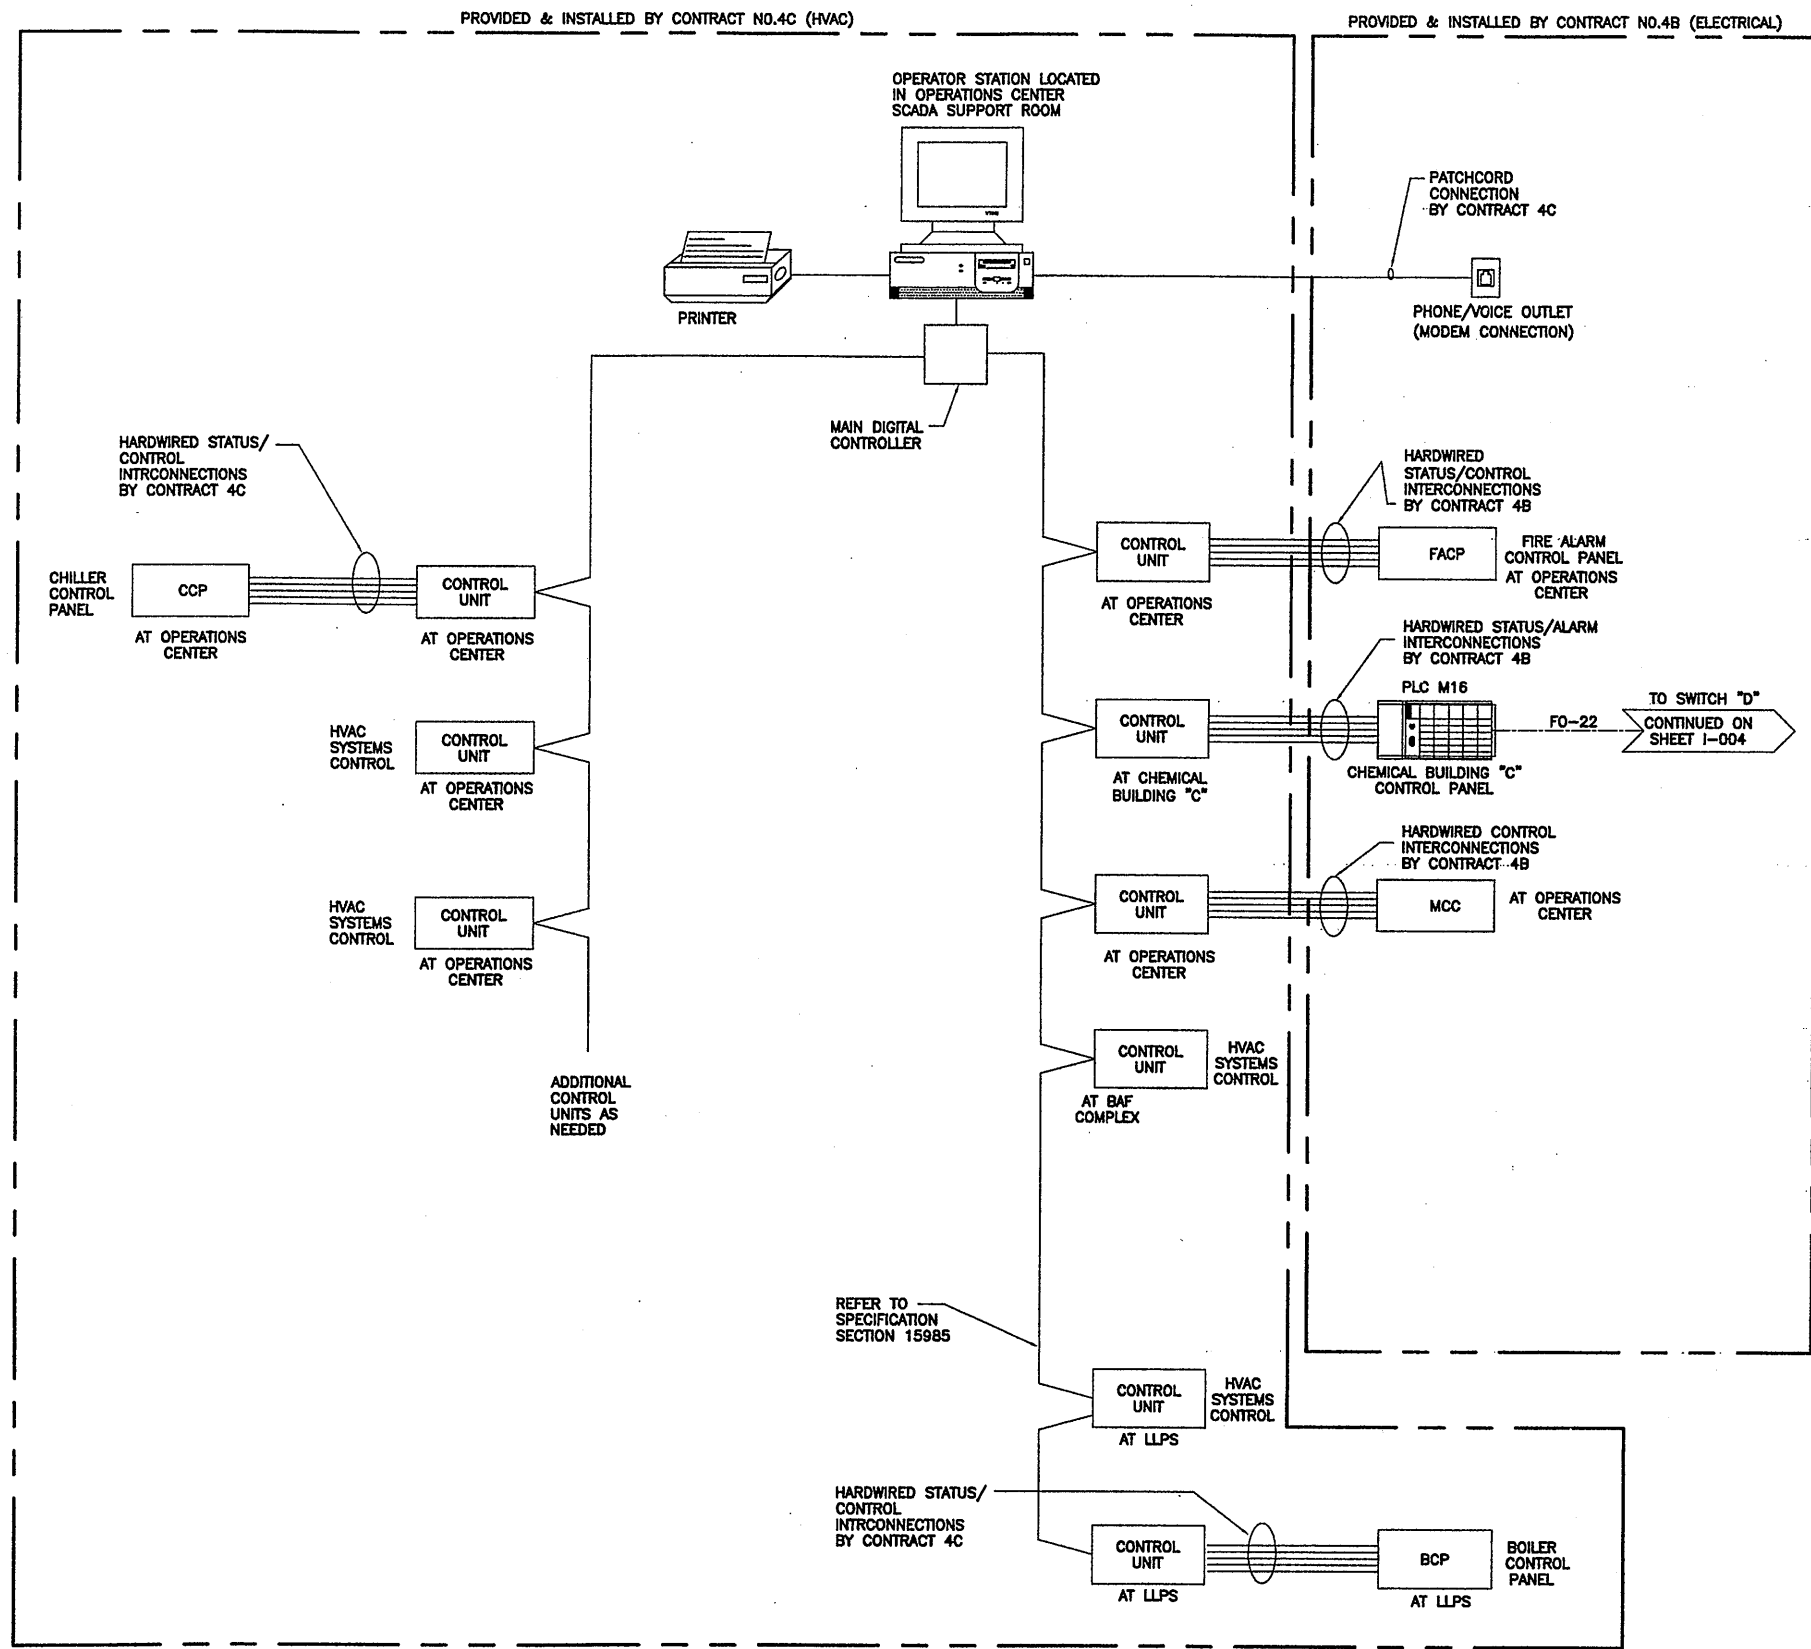 PROVIDED & INSTALLED BY CONTRACT NO.4C (HVAC)
PROVIDED & INSTALLED BY CONTRACT NO.4B (ELECTRICAL)
OPERATOR STATION LOCATED
IN OPERATIONS CENTER
SCADA SUPPORT ROOM
PATCHCORD
CONNECTION
BY CONTRACT 4C
PRINTER
PHONE/VOICE OUTLET
(MODEM CONNECTION)
MAIN DIGITAL
CONTROLLER
HARDWIRED STATUS/
CONTROL
INTRCONNECTIONS
BY CONTRACT 4C
CHILLER
CONTROL
PANEL
CCP
AT OPERATIONS
CENTER
CONTROL
UNIT
AT OPERATIONS
CENTER
HVAC
SYSTEMS
CONTROL
CONTROL
UNIT
AT OPERATIONS
CENTER
HVAC
SYSTEMS
CONTROL
CONTROL
UNIT
AT OPERATIONS
CENTER
ADDITIONAL
CONTROL
UNITS AS
NEEDED
HARDWIRED
STATUS/CONTROL
INTERCONNECTIONS
BY CONTRACT 4B
CONTROL
UNIT
AT OPERATIONS
CENTER
FACP
FIRE ALARM
CONTROL PANEL
AT OPERATIONS
CENTER
HARDWIRED STATUS/ALARM
INTERCONNECTIONS
BY CONTRACT 4B
PLC M16
CONTROL
UNIT
AT CHEMICAL
BUILDING "C"
CHEMICAL BUILDING "C"
CONTROL PANEL
FO-22
TO SWITCH "D"
CONTINUED ON
SHEET I-004
HARDWIRED CONTROL
INTERCONNECTIONS
BY CONTRACT 4B
CONTROL
UNIT
AT OPERATIONS
CENTER
MCC
AT OPERATIONS
CENTER
CONTROL
UNIT
HVAC
SYSTEMS
CONTROL
AT BAF
COMPLEX
REFER TO
SPECIFICATION
SECTION 15985
CONTROL
UNIT
HVAC
SYSTEMS
CONTROL
AT LLPS
HARDWIRED STATUS/
CONTROL
INTRCONNECTIONS
BY CONTRACT 4C
CONTROL
UNIT
AT LLPS
BCP
AT LLPS
BOILER
CONTROL
PANEL